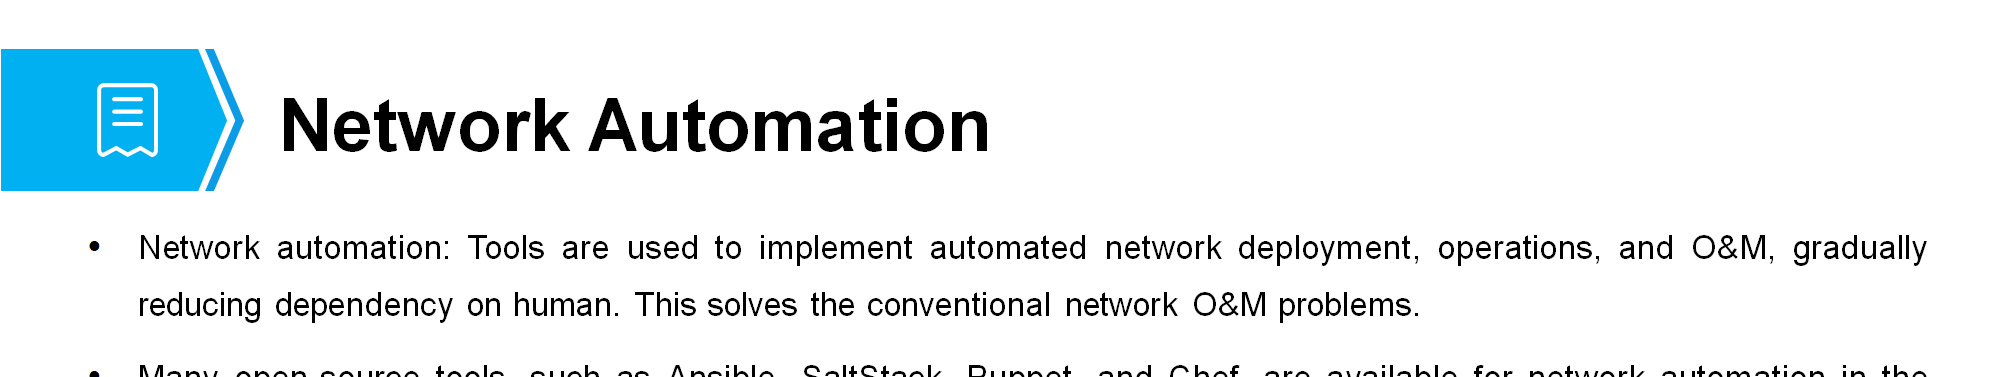 Network Automation
• Network automation: Tools are used to implement automated network deployment, operations, and O&M, gradually
reducing dependency on human. This solves the conventional network O&M problems.
• Many open-source tools, such as Ansible, SaltStack, Puppet, and Chef, are available for network automation in the